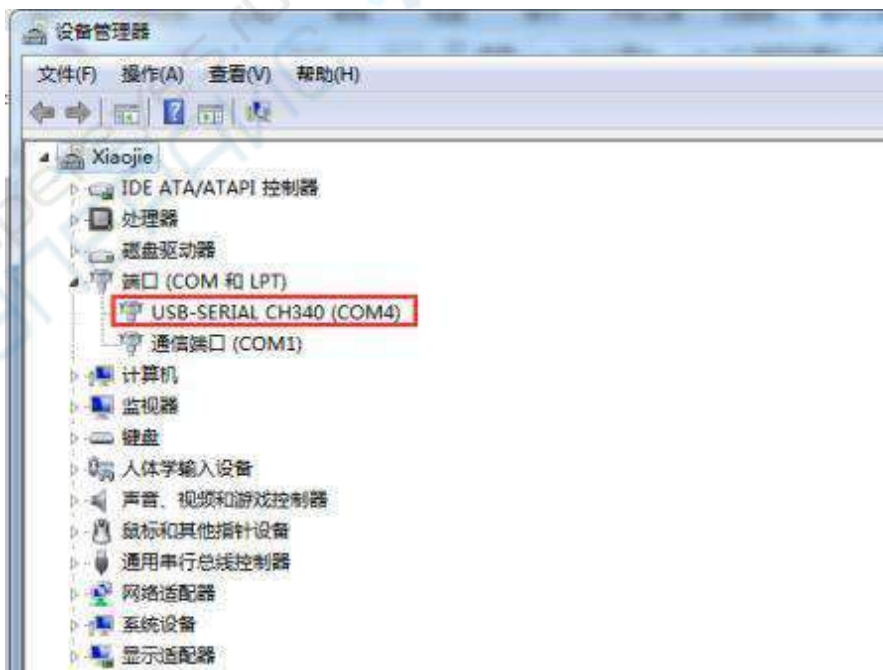 设备管理器
文件(F) 操作(A) 查看(V) 帮助(H)
Xiaojie
IDE ATA/ATAPI 控制器
处理器
磁盘驱动器
端口 (COM 和 LPT)
USB-SERIAL CH340 (COM4)
通信端口 (COM1)
计算机
监视器
键盘
人体学输入设备
声音、视频和游戏控制器
鼠标和其他指针设备
通用串行总线控制器
网络适配器
系统设备
显示适配器